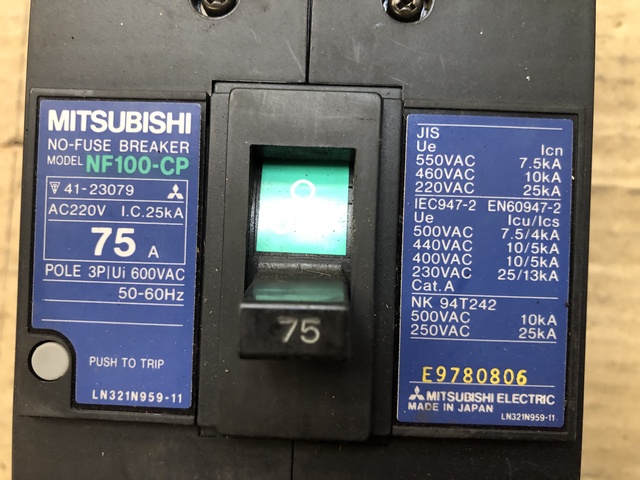 MITSUBISHI
NO-FUSE BREAKER
MODEL NF100-CP
41-23079
AC220V I.C.25kA
75 A
POLE 3P Ui 600VAC
50-60Hz
PUSH TO TRIP
LN321N959-11
O
75
JIS
Ue Icn
550VAC 7.5kA
460VAC 10kA
220VAC 25kA
IEC947-2 EN60947-2
Ue Icu/Ics
500VAC 7.5/4kA
440VAC 10/5kA
400VAC 10/5kA
230VAC 25/13kA
Cat.A
NK 94T242
500VAC 10kA
250VAC 25kA
E9780806
MITSUBISHI ELECTRIC
MADE IN JAPAN LN321N959-11